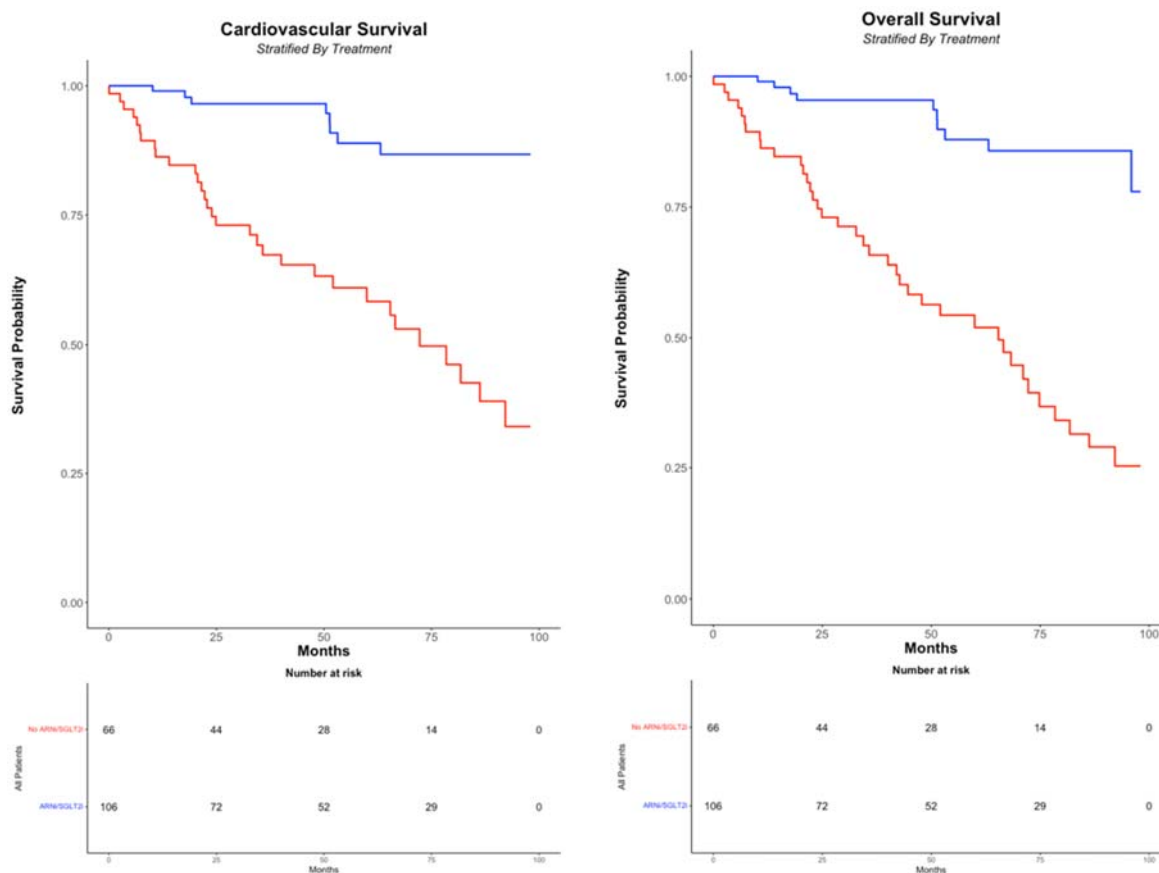 Cardiovascular Survival
Stratified By Treatment
1.00
0.75
0.50
0.25
0.00
Survival Probability
0 25 50 75 100
Months
Number at risk
All Patients
No ARNi/SGLT2i 66 44 28 14 0
ARNi/SGLT2i 106 72 52 29 0
0 25 50 75 100
Months
Overall Survival
Stratified By Treatment
1.00
0.75
0.50
0.25
0.00
Survival Probability
0 25 50 75 100
Months
Number at risk
All Patients
No ARNi/SGLT2i 66 44 28 14 0
ARNi/SGLT2i 106 72 52 29 0
0 25 50 75 100
Months